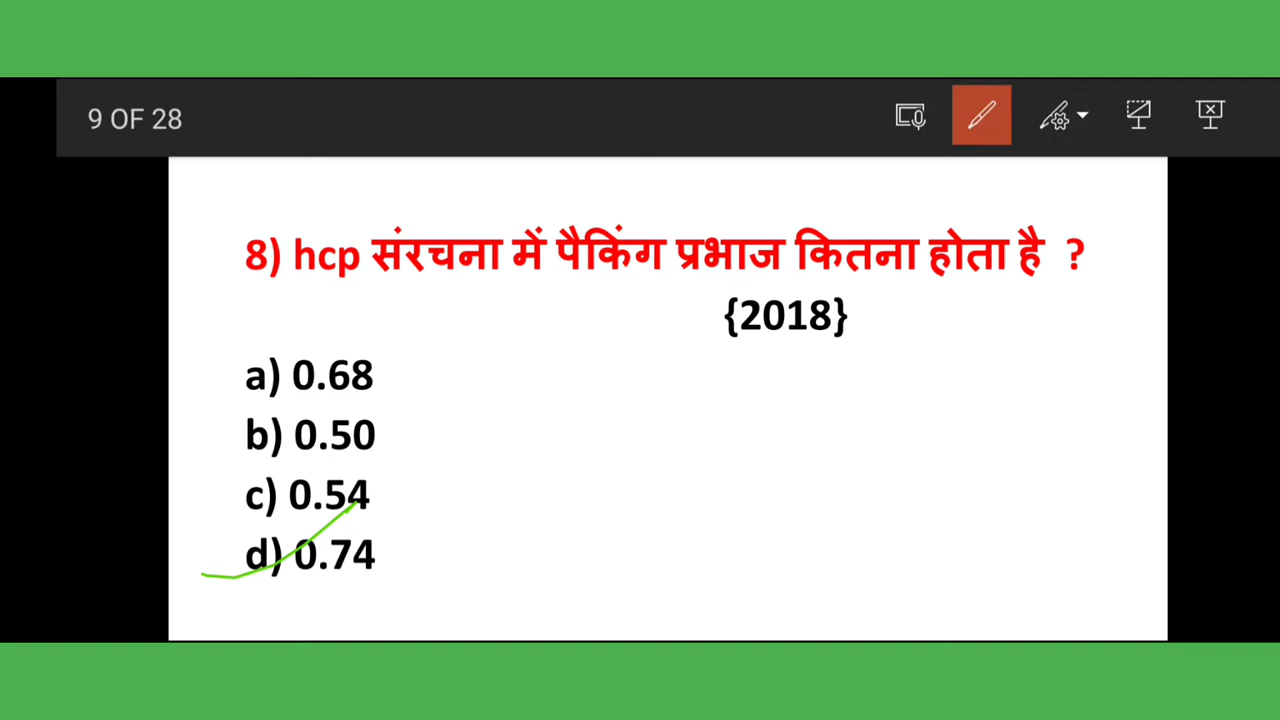 9 OF 28
8) hcp संरचना में पैकिंग प्रभाज कितना होता है ?
{2018}
a) 0.68
b) 0.50
c) 0.54
d) 0.74